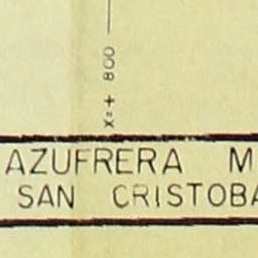 x=+ 800
AZUFRERA M
SAN CRISTOBA